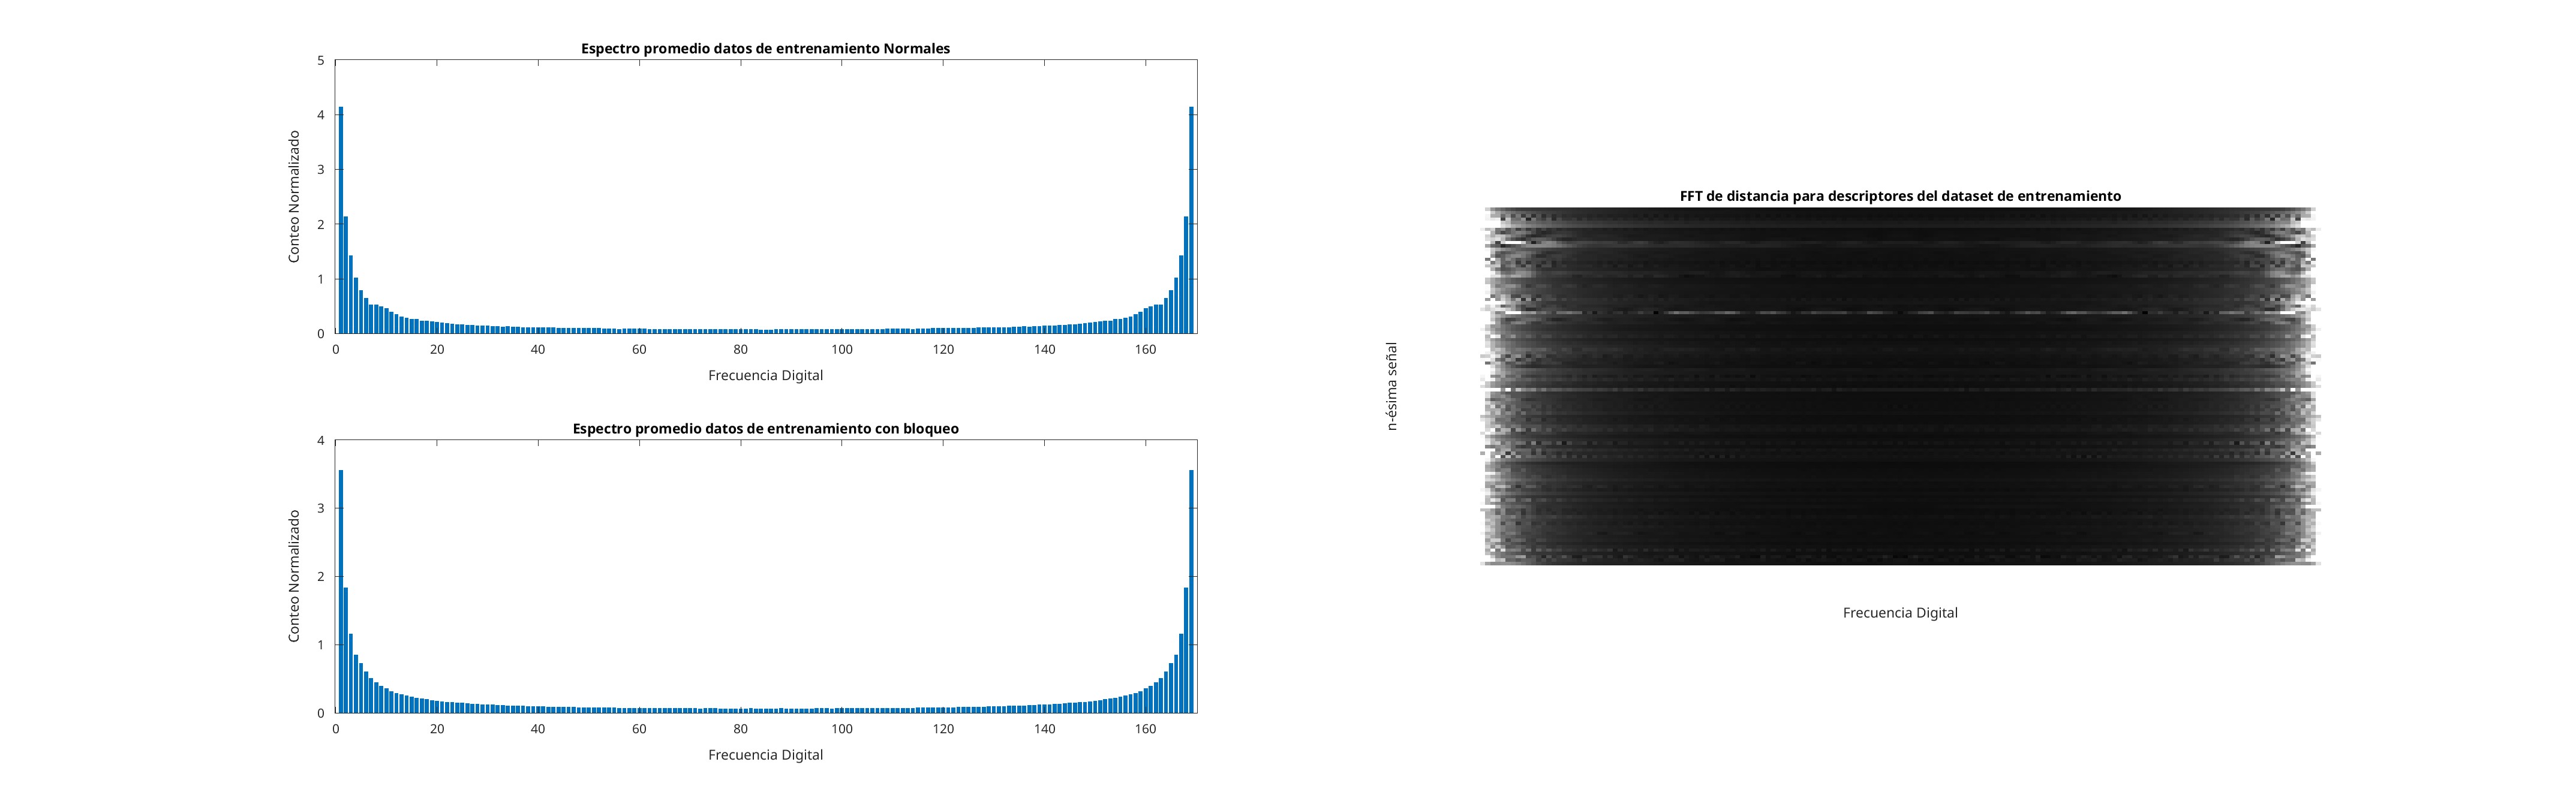 Espectro promedio datos de entrenamiento Normales
5
4
3
2
1
0
Conteo Normalizado
0 20 40 60 80 100 120 140 160
Frecuencia Digital
Espectro promedio datos de entrenamiento con bloqueo
4
3
2
1
0
Conteo Normalizado
0 20 40 60 80 100 120 140 160
Frecuencia Digital
FFT de distancia para descriptores del dataset de entrenamiento
n-ésima señal
Frecuencia Digital